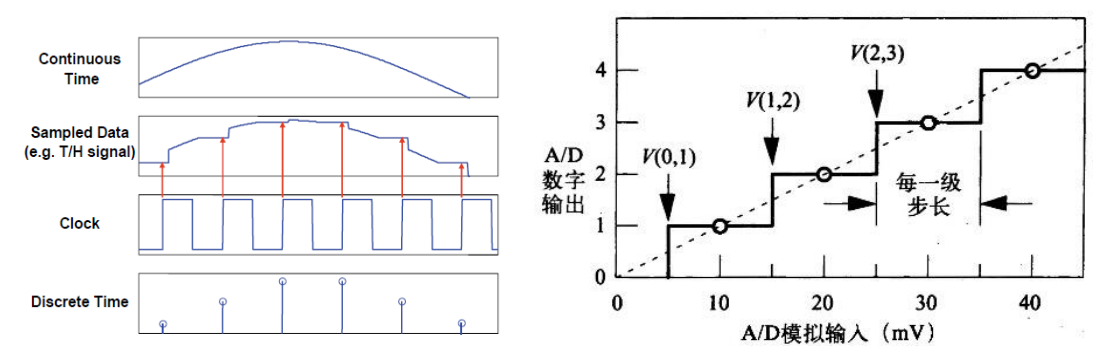 Continuous
Time
Sampled Data
(e.g. T/H signal)
Clock
Discrete Time
V(2,3)
V(1,2)
V(0,1)
A/D
数字
输出
4
3
2
1
0
每一级
步长
0
10
20
30
40
A/D模拟输入（mV）